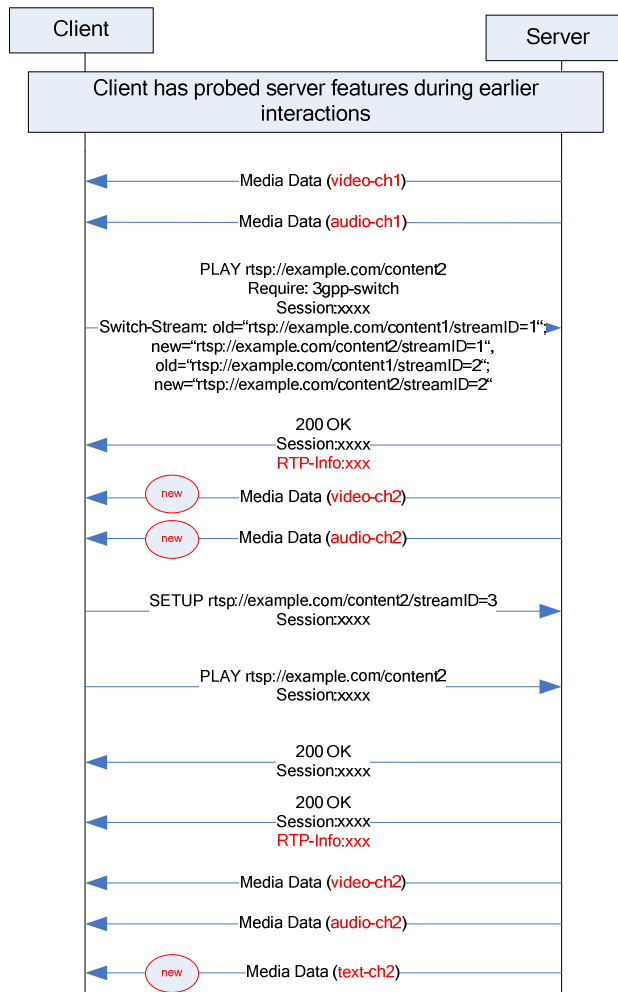 Client
Server
Client has probed server features during earlier
interactions
Media Data (video-ch1)
Media Data (audio-ch1)
PLAY rtsp://example.com/content2
Require: 3gpp-switch
Session:xxxx
Switch-Stream: old=“rtsp://example.com/content1/streamID=1“;
new=“rtsp://example.com/content2/streamID=1“,
old=“rtsp://example.com/content1/streamID=2“;
new=“rtsp://example.com/content2/streamID=2“
200 OK
Session:xxxx
RTP-Info:xxx
new
Media Data (video-ch2)
new
Media Data (audio-ch2)
SETUP rtsp://example.com/content2/streamID=3
Session:xxxx
PLAY rtsp://example.com/content2
Session:xxxx
200 OK
Session:xxxx
200 OK
Session:xxxx
RTP-Info:xxx
Media Data (video-ch2)
Media Data (audio-ch2)
new
Media Data (text-ch2)